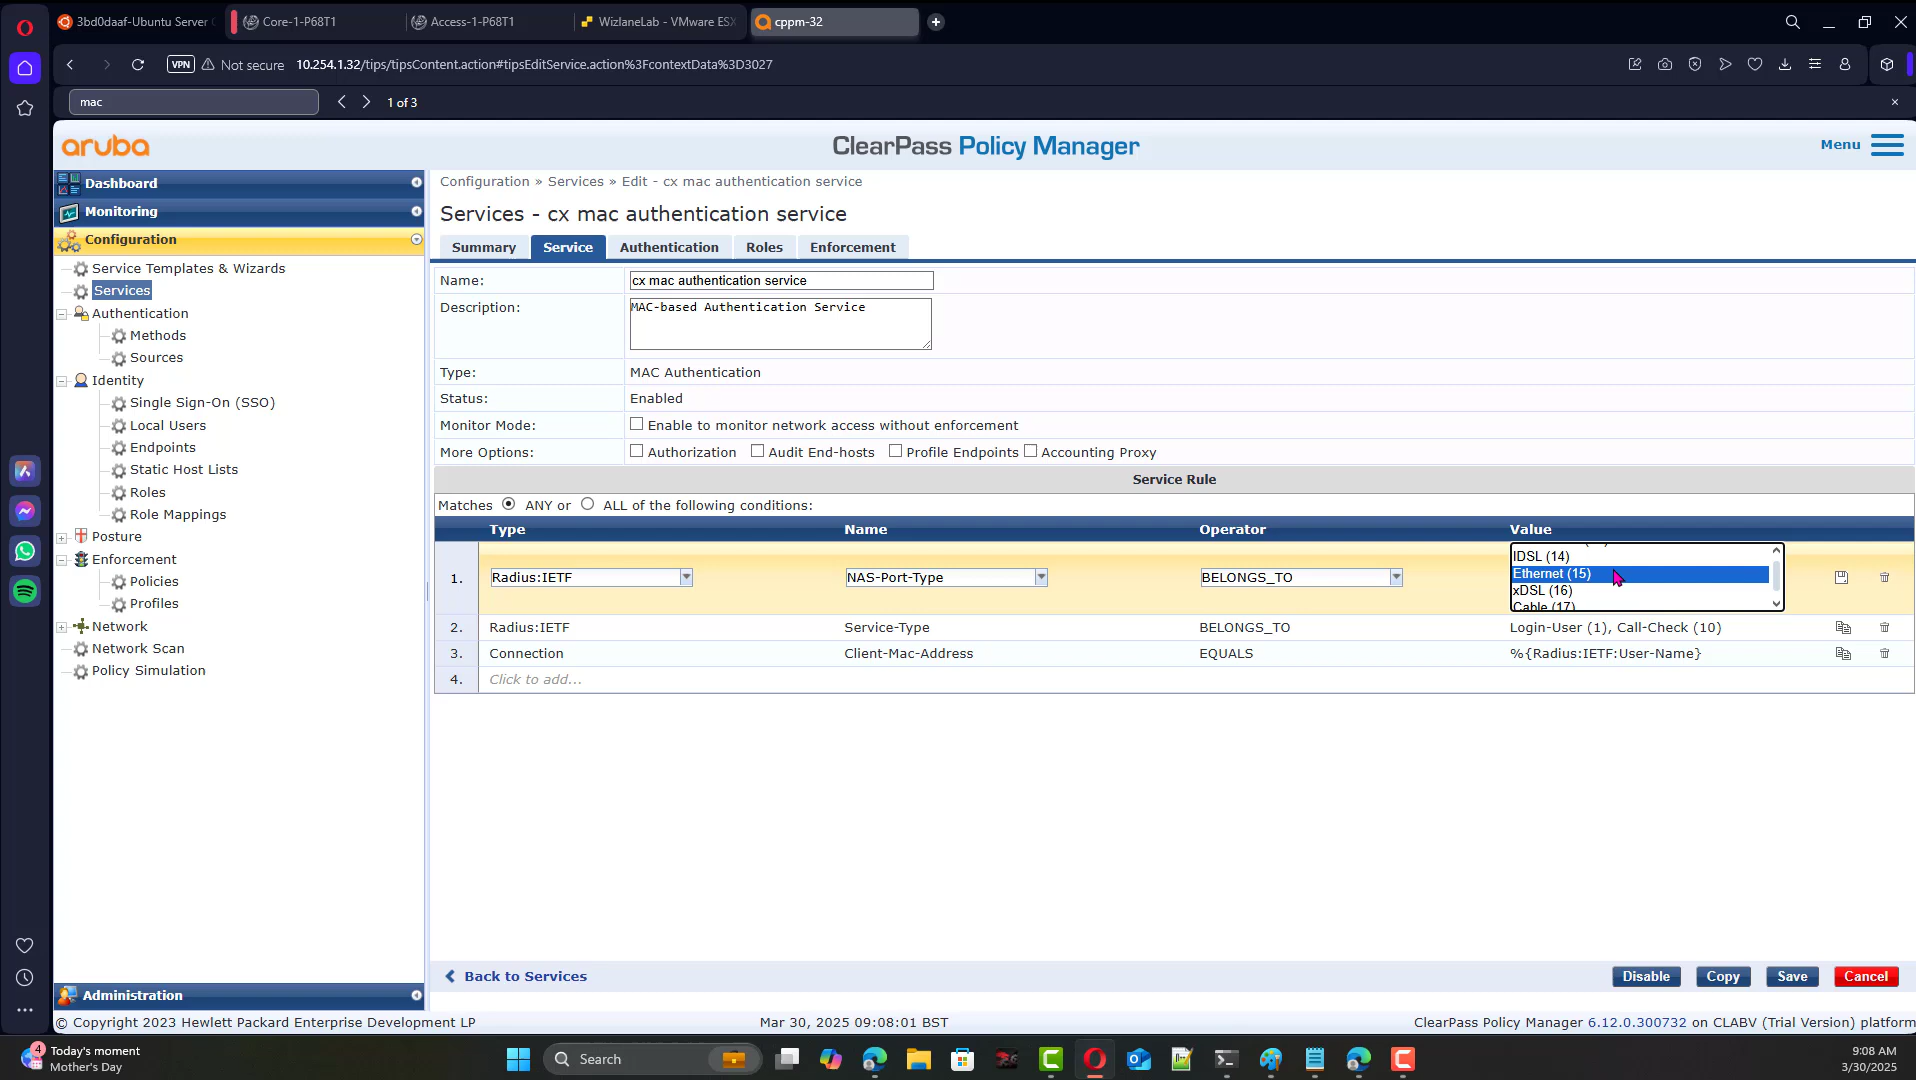 3bd0daaf-Ubuntu Server
Core-1-P68T1
Access-1-P68T1
WizlaneLab - VMware ESX
cppm-32
VPN
Not secure
10.254.1.32/tips/tipsContent.action#tipsEditService.action%3FcontextData%3D3027
mac
1 of 3
aruba
ClearPass Policy Manager
Menu
Dashboard
Monitoring
Configuration
Service Templates & Wizards
Services
Authentication
Methods
Sources
Identity
Single Sign-On (SSO)
Local Users
Endpoints
Static Host Lists
Roles
Role Mappings
Posture
Enforcement
Policies
Profiles
Network
Network Scan
Policy Simulation
Administration
Configuration » Services » Edit - cx mac authentication service
Services - cx mac authentication service
Summary Service Authentication Roles Enforcement
Name: cx mac authentication service
Description: MAC-based Authentication Service
Type: MAC Authentication
Status: Enabled
Monitor Mode: Enable to monitor network access without enforcement
More Options: Authorization Audit End-hosts Profile Endpoints Accounting Proxy
Service Rule
Matches ANY or ALL of the following conditions:
Type Name Operator Value
IDSL (14)
1. Radius:IETF NAS-Port-Type BELONGS_TO Ethernet (15)
xDSL (16)
Cable (17)
2. Radius:IETF Service-Type BELONGS_TO Login-User (1), Call-Check (10)
3. Connection Client-Mac-Address EQUALS %{Radius:IETF:User-Name}
4. Click to add...
Back to Services
Disable Copy Save Cancel
© Copyright 2023 Hewlett Packard Enterprise Development LP
Mar 30, 2025 09:08:01 BST
ClearPass Policy Manager 6.12.0.300732 on CLABV (Trial Version) platform
4
Today's moment
Mother's Day
Search
9:08 AM
3/30/2025